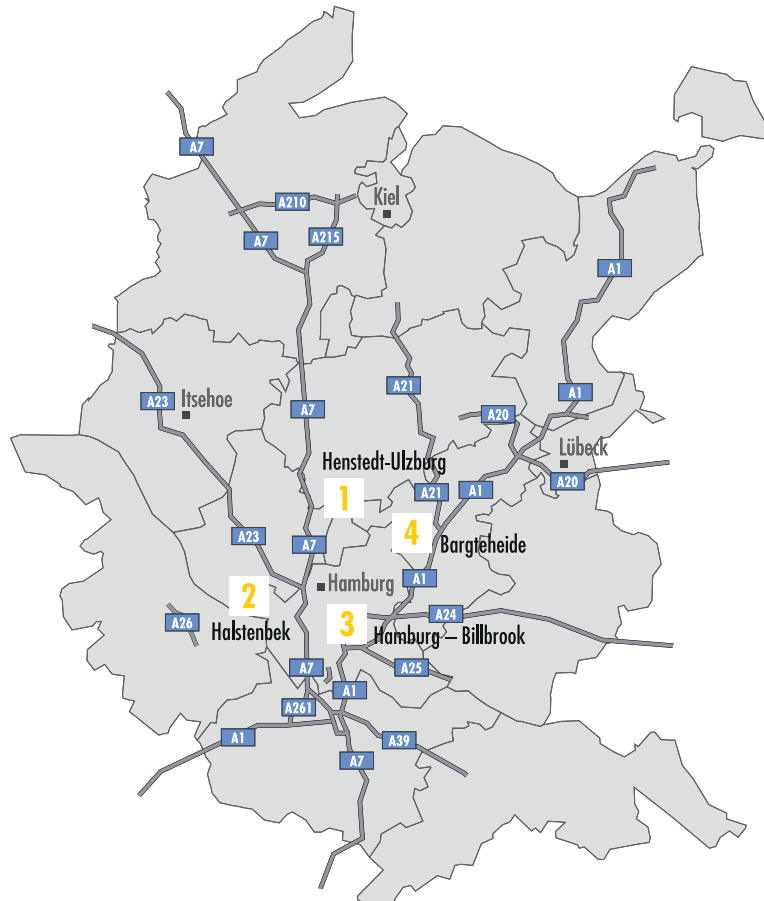 A7
A210
Kiel
A215
A7
A1
A21
A1
A23
Itsehoe
A7
A20
Lübeck
Henstedt-Ulzburg
A20
1
A21
A1
4
A23
A7
Bargteheide
A1
Hamburg
2
A24
A26
Halstenbek
3
Hamburg – Billbrook
A7
A25
A1
A261
A1
A39
A7